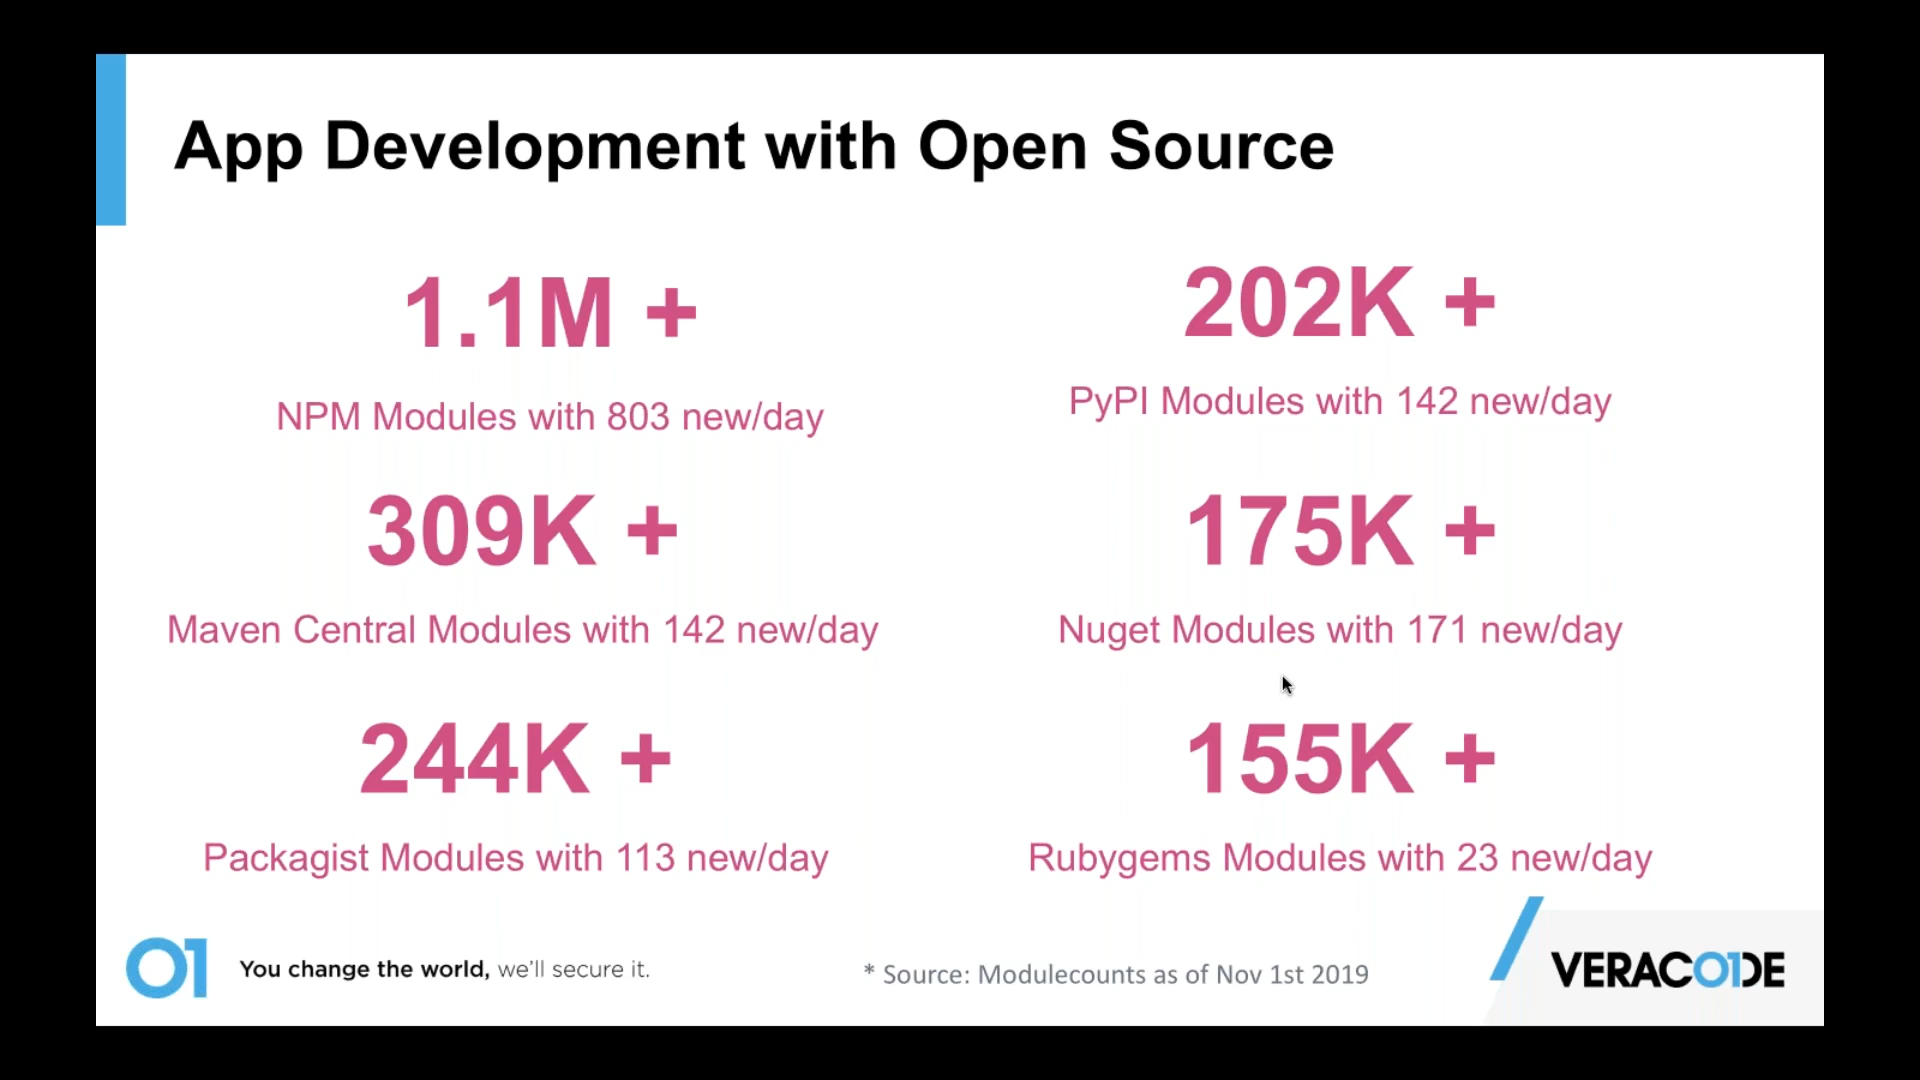 App Development with Open Source
1.1M +
NPM Modules with 803 new/day
202K +
PyPI Modules with 142 new/day
309K +
Maven Central Modules with 142 new/day
175K +
Nuget Modules with 171 new/day
244K +
Packagist Modules with 113 new/day
155K +
Rubygems Modules with 23 new/day
01 You change the world, we'll secure it.
* Source: Modulecounts as of Nov 1st 2019
VERACODE